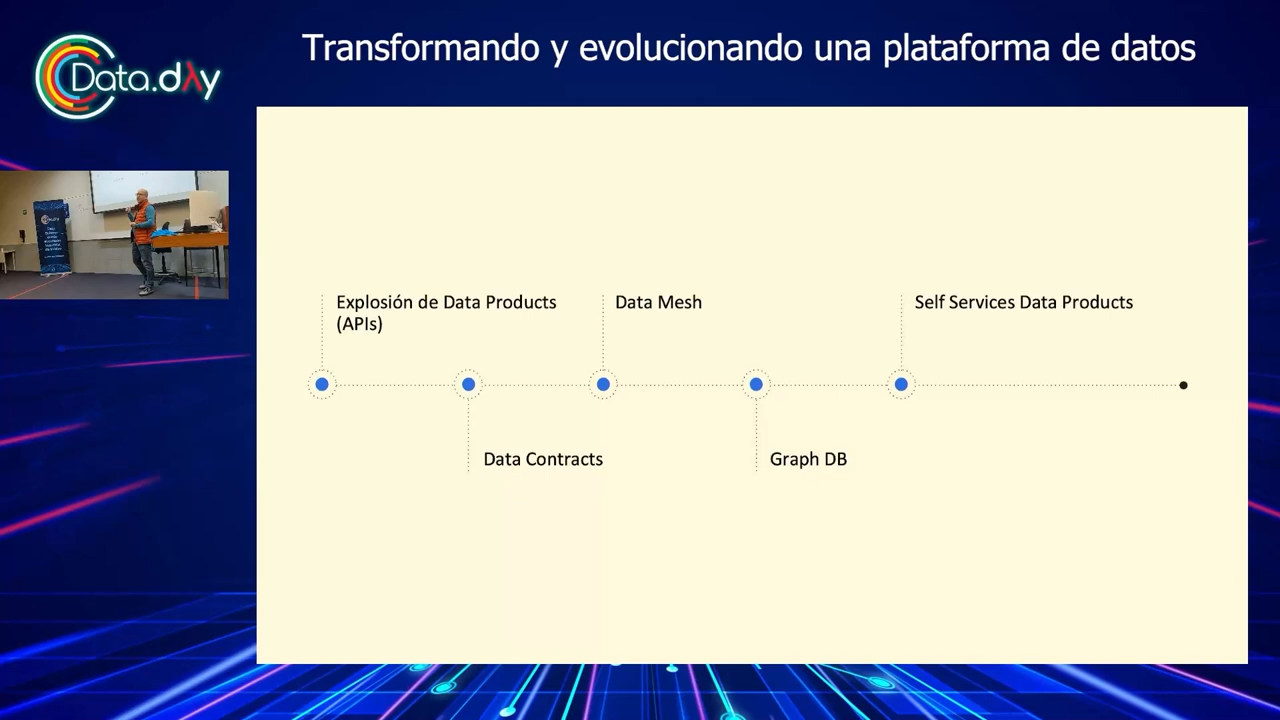 Transformando y evolucionando una plataforma de datos
Data.day
Explosión de Data Products
(APIs)
Data Mesh
Self Services Data Products
Data Contracts
Graph DB